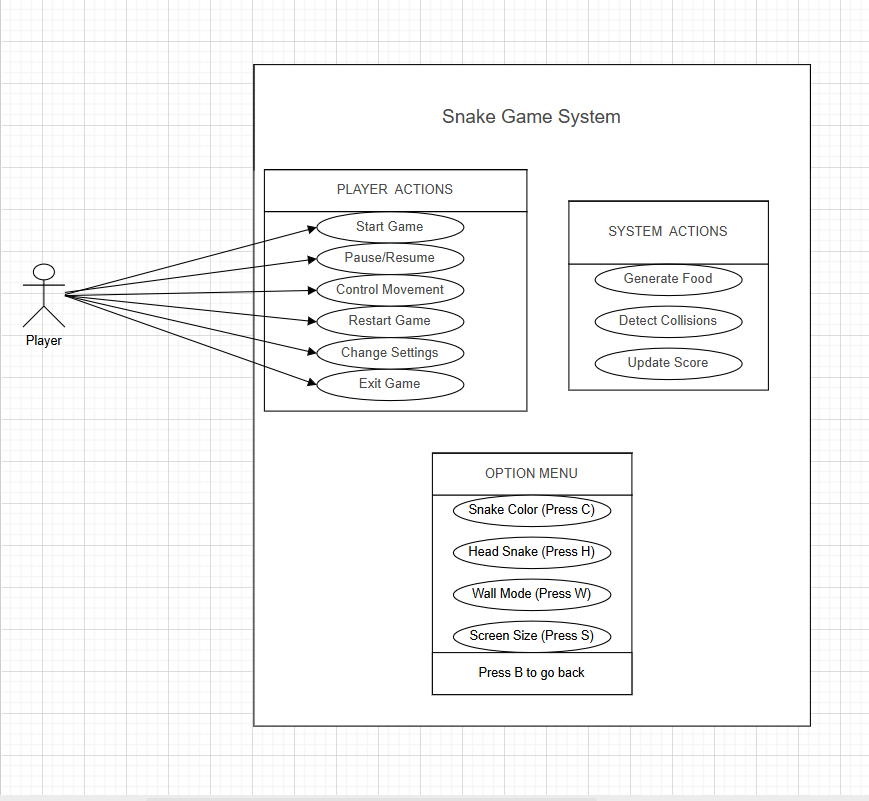 Snake Game System
PLAYER ACTIONS
Start Game
Pause/Resume
Control Movement
Restart Game
Change Settings
Exit Game
Player
SYSTEM ACTIONS
Generate Food
Detect Collisions
Update Score
OPTION MENU
Snake Color (Press C)
Head Snake (Press H)
Wall Mode (Press W)
Screen Size (Press S)
Press B to go back